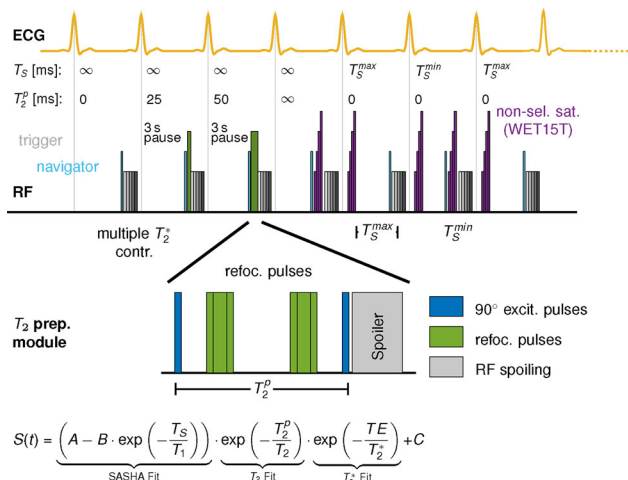 ECG
T_S [ms]: ∞ ∞ ∞ ∞ T_S^max T_S^min T_S^max
T_2^p [ms]: 0 25 50 ∞ 0 0 0
non-sel. sat.
(WET15T)
3 s
pause
3 s
pause
trigger
navigator
RF
multiple T_2^*
contr.
T_S^max
T_S^min
refoc. pulses
T_2 prep.
module
Spoiler
90° excit. pulses
refoc. pulses
RF spoiling
T_2^p
S(t) = (A − B · exp (−T_S/T_1)) · exp (−T_2^p/T_2) · exp (−TE/T_2^*) + C
SASHA Fit
T_2 Fit
T_2^* Fit